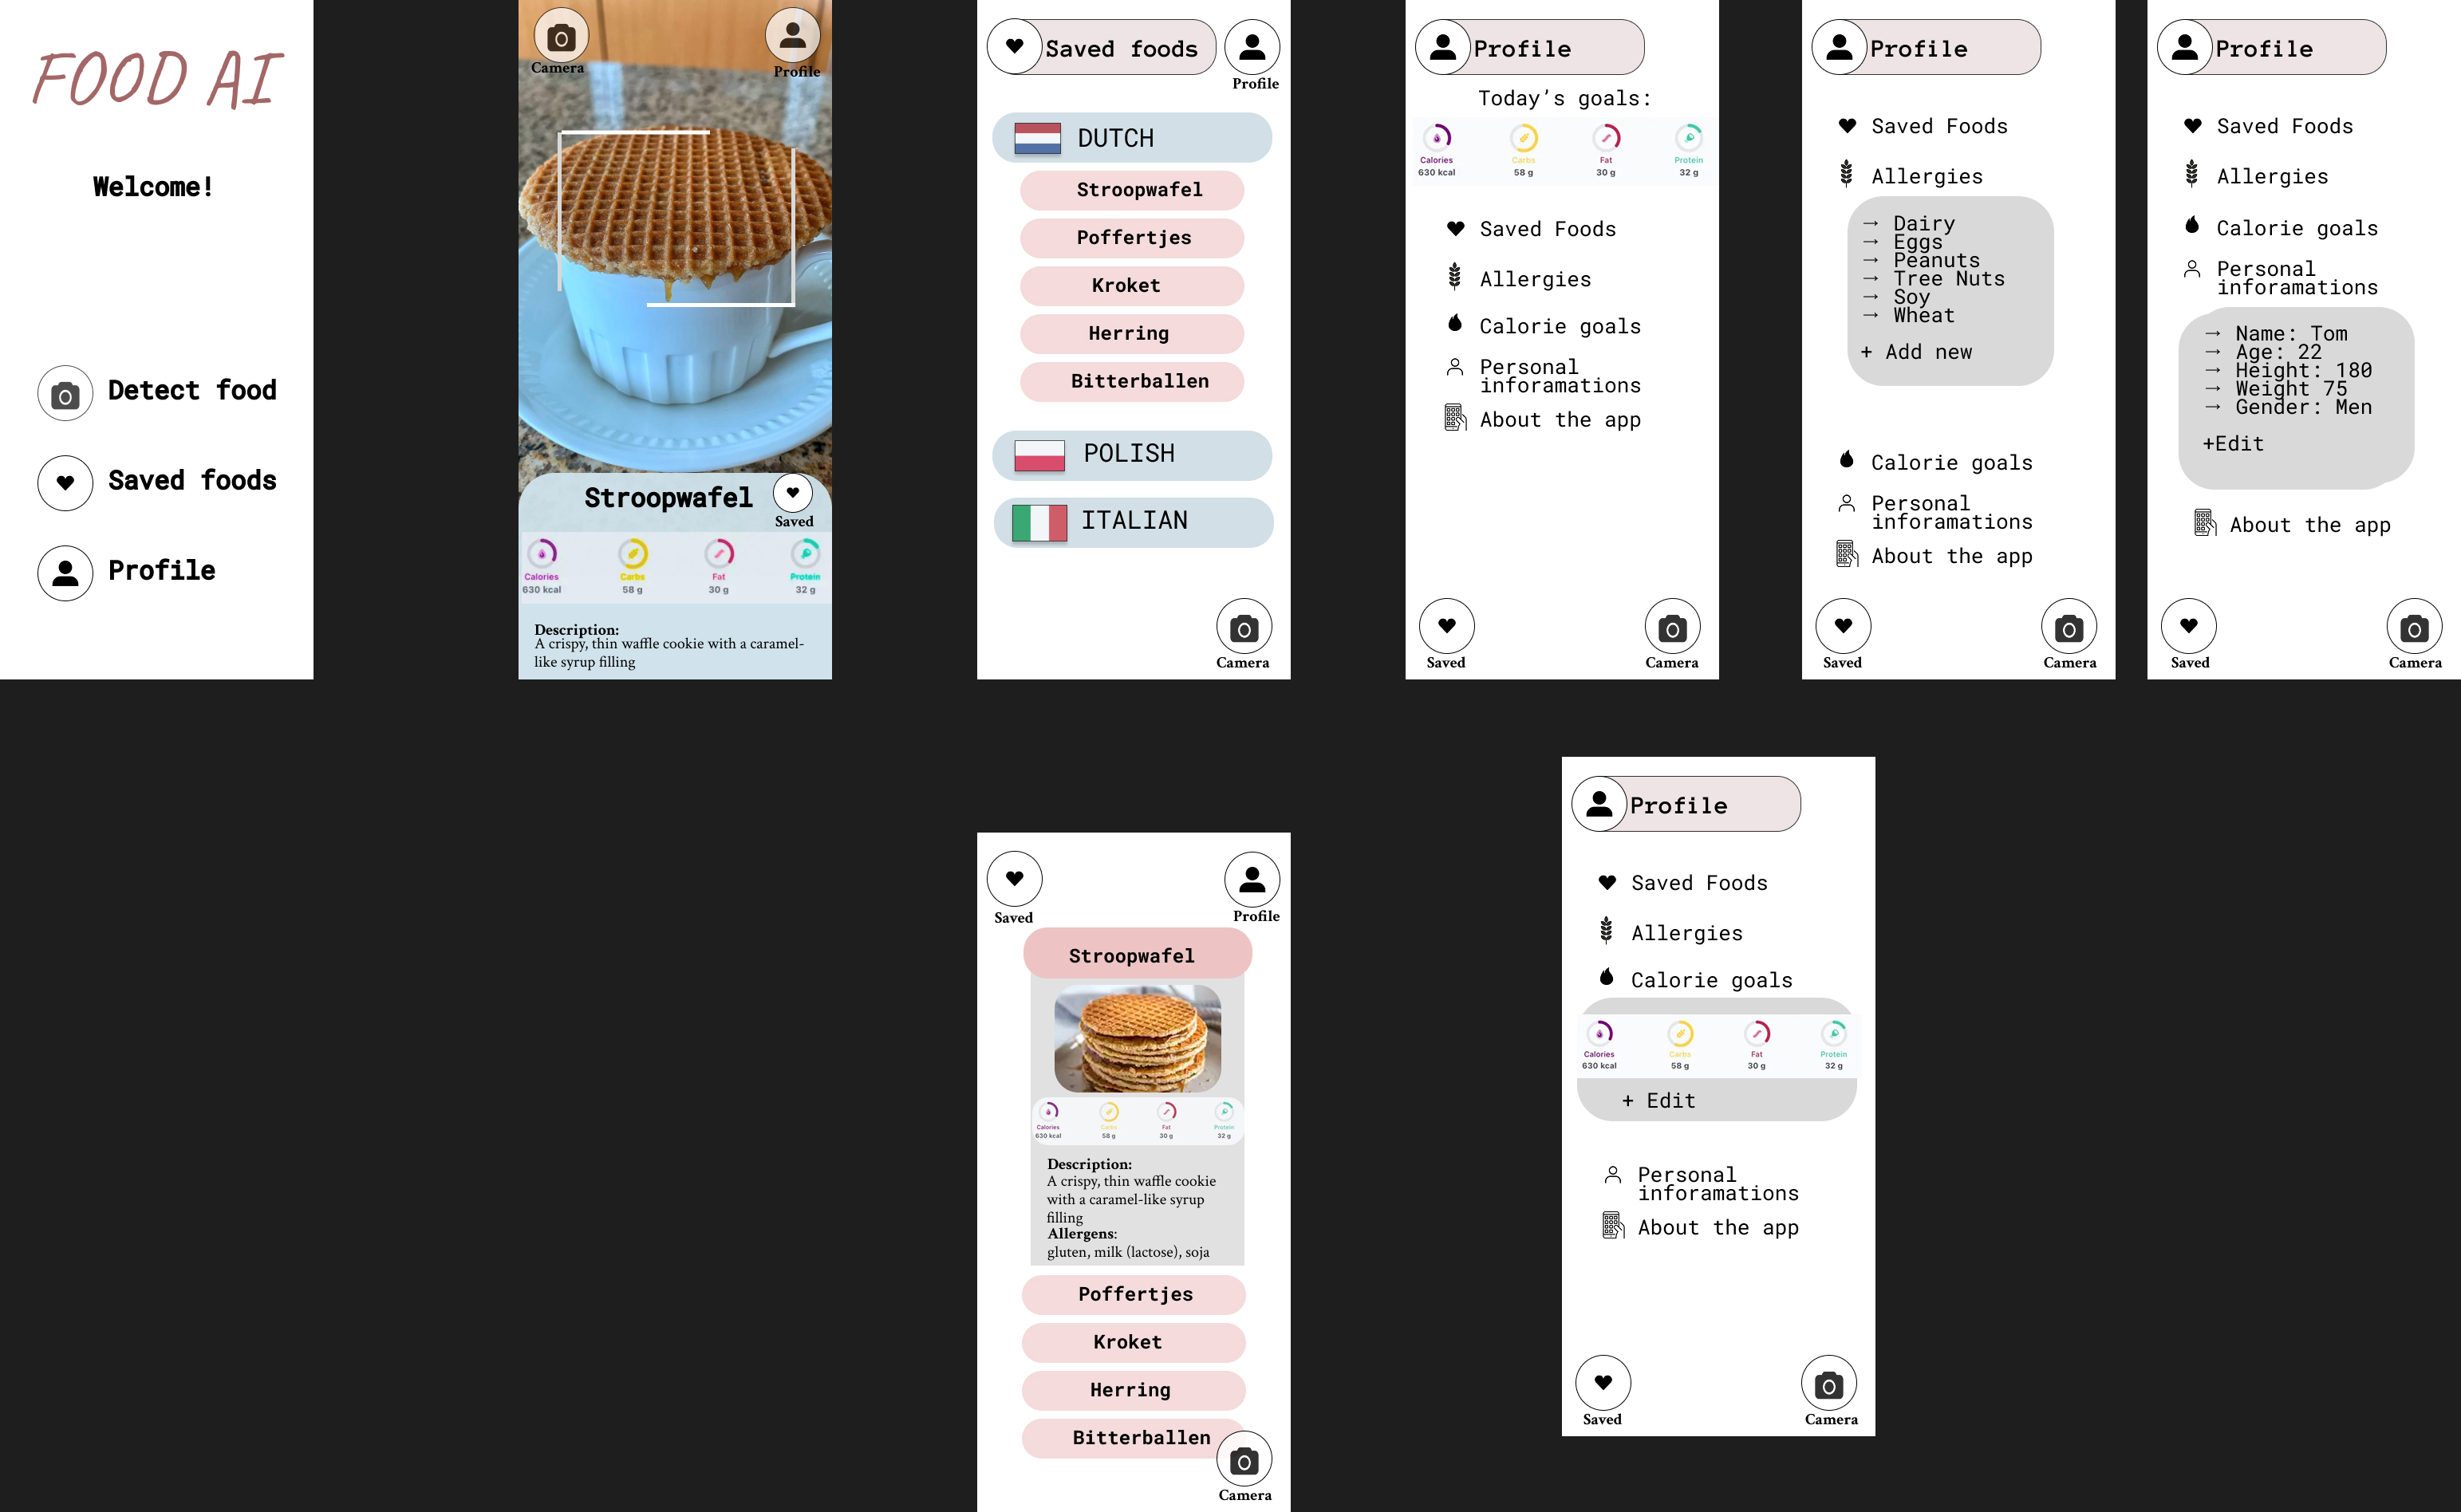 FOOD AI
Welcome!
Detect food
Saved foods
Profile
Camera
Profile
Stroopwafel
Saved
Calories
Carbs
Fat
Protein
630 kcal
58 g
30 g
32 g
Description:
A crispy, thin waffle cookie with a caramel-
like syrup filling
Saved foods
Profile
DUTCH
Stroopwafel
Poffertjes
Kroket
Herring
Bitterballen
POLISH
ITALIAN
Camera
Profile
Today's goals:
Calories
Carbs
Fat
Protein
630 kcal
58 g
30 g
32 g
Saved Foods
Allergies
Calorie goals
Personal
inforamations
About the app
Saved
Camera
Profile
Saved Foods
Allergies
→ Dairy
→ Eggs
→ Peanuts
→ Tree Nuts
→ Soy
→ Wheat
+ Add new
Calorie goals
Personal
inforamations
About the app
Saved
Camera
Profile
Saved Foods
Allergies
Calorie goals
Personal
inforamations
→ Name: Tom
→ Age: 22
→ Height: 180
→ Weight 75
→ Gender: Men
+Edit
About the app
Saved
Camera
Saved
Profile
Stroopwafel
Calories
Carbs
Fat
Protein
630 kcal
58 g
30 g
32 g
Description:
A crispy, thin waffle cookie
with a caramel-like syrup
filling
Allergens:
gluten, milk (lactose), soja
Poffertjes
Kroket
Herring
Bitterballen
Camera
Profile
Saved Foods
Allergies
Calorie goals
Calories
Carbs
Fat
Protein
630 kcal
58 g
30 g
32 g
+ Edit
Personal
inforamations
About the app
Saved
Camera